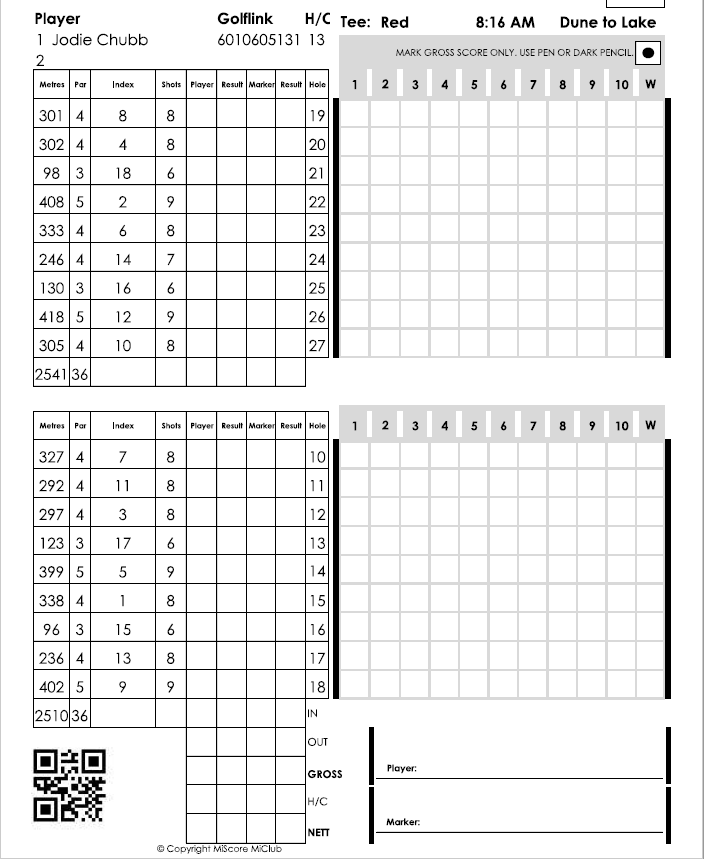 Player Golflink H/C Tee: Red 8:16 AM Dune to Lake
1 Jodie Chubb 6010605131 13
MARK GROSS SCORE ONLY. USE PEN OR DARK PENCIL.
2
Metres Par Index Shots Player Result Marker Result Hole 1 2 3 4 5 6 7 8 9 10 W
301 4 8 8 19
302 4 4 8 20
98 3 18 6 21
408 5 2 9 22
333 4 6 8 23
246 4 14 7 24
130 3 16 6 25
418 5 12 9 26
305 4 10 8 27
2541 36
Metres Par Index Shots Player Result Marker Result Hole 1 2 3 4 5 6 7 8 9 10 W
327 4 7 8 10
292 4 11 8 11
297 4 3 8 12
123 3 17 6 13
399 5 5 9 14
338 4 1 8 15
96 3 15 6 16
236 4 13 8 17
402 5 9 9 18
2510 36 IN
OUT
Player:
GROSS
H/C
Marker:
NETT
© Copyright MiScore MiClub